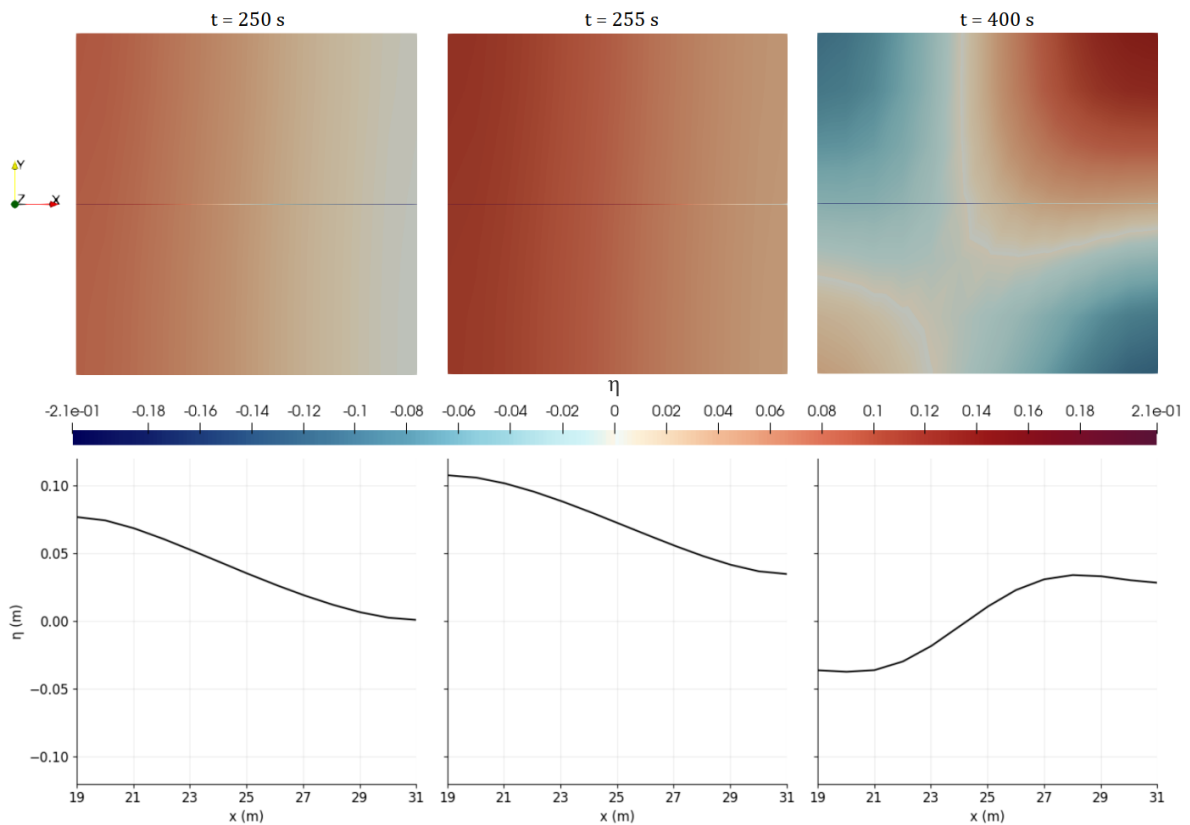 t = 250 s t = 255 s t = 400 s
Y
Z X
η
-2.1e-01 -0.18 -0.16 -0.14 -0.12 -0.1 -0.08 -0.06 -0.04 -0.02 0 0.02 0.04 0.06 0.08 0.1 0.12 0.14 0.16 0.18 2.1e-01
0.10
0.05
0.00
−0.05
−0.10
η (m)
19 21 23 25 27 29 31 19 21 23 25 27 29 31 19 21 23 25 27 29 31
x (m) x (m) x (m)